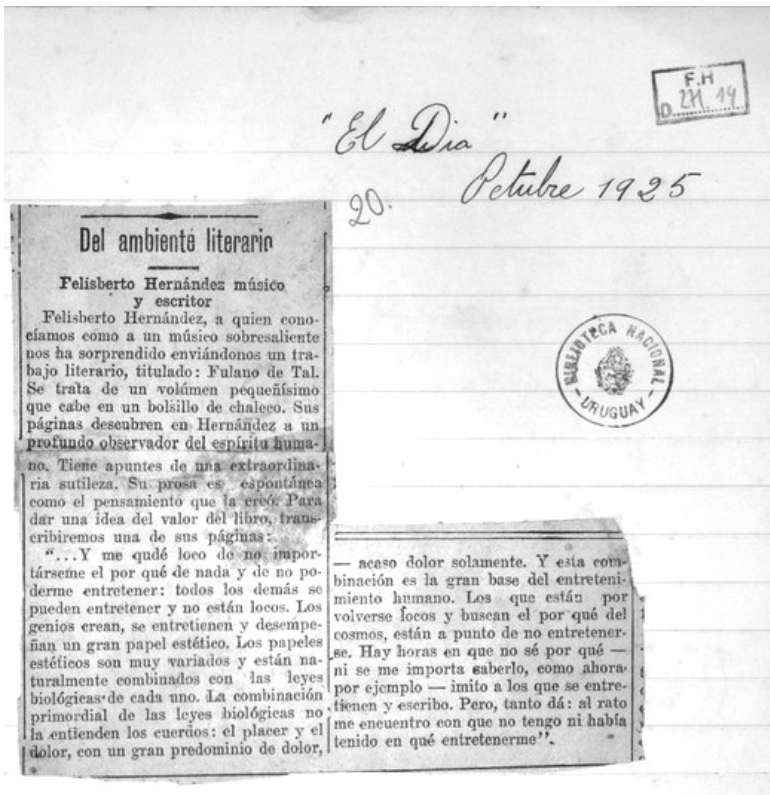 "El Dia"
20. Octubre 1925
F.H
D. 271.14
BIBLIOTECA NACIONAL
URUGUAY
Del ambiente literario
Felisberto Hernández músico
y escritor
Felisberto Hernández, a quien cono-
cíamos como a un músico sobresaliente
nos ha sorprendido enviándonos un tra-
bajo literario, titulado: Fulano de Tal.
Se trata de un volúmen pequeñísimo
que cabe en un bolsillo de chaleco. Sus
páginas descubren en Hernández a un
profundo observador del espíritu huma-
no. Tiene apuntes de una extraordina-
ria sutileza. Su prosa es espontánea
como el pensamiento que la creó. Para
dar una idea del valor del libro, trans-
cribiremos una de sus páginas:
"...Y me qudé loco de no impor-
társeme el por qué de nada y de no po-
derme entretener: todos los demás se
pueden entretener y no están locos. Los
genios crean, se entretienen y desempe-
ñan un gran papel estético. Los papeles
estéticos son muy variados y están na-
turalmente combinados con las leyes
biológicas de cada uno. La combinación
primordial de las leyes biológicas no
la entienden los cuerdos: el placer y el
dolor, con un gran predominio de dolor,
— acaso dolor solamente. Y esta com-
binación es la gran base del entreteni-
miento humano. Los que están por
volverse locos y buscan el por qué del
cosmos, están a punto de no entretener-
se. Hay horas en que no sé por qué —
ni se me importa saberlo, como ahora
por ejemplo — imito a los que se entre-
tienen y escribo. Pero, tanto dá: al rato
me encuentro con que no tengo ni había
tenido en qué entretenerme".